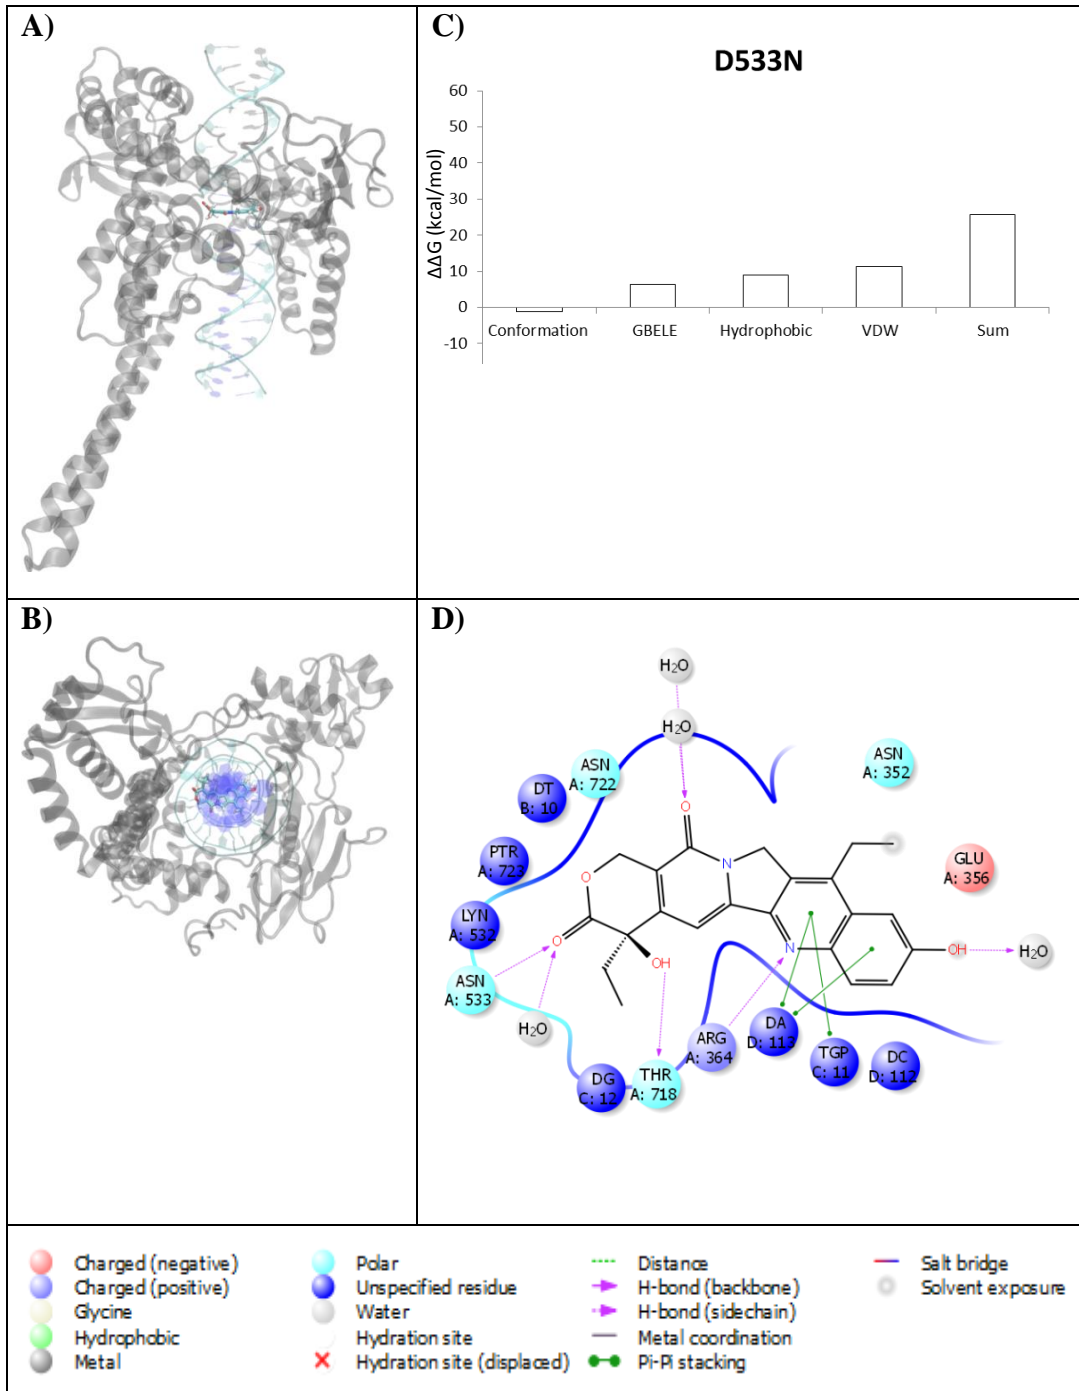 A)
C)
D533N
ΔΔG (kcal/mol)
60
50
40
30
20
10
0
-10
Conformation GBELE Hydrophobic VDW Sum
B)
D)
H₂O
H₂O
ASN
A: 722
ASN
A: 352
DT
B: 10
O
PTR
A: 723
GLU
A: 356
O
N
LYN
A: 532
O
N
OH
H₂O
OH
ASN
A: 533
H₂O
ARG
A: 364
DA
D: 113
TGP
C: 11
DC
D: 112
DG
C: 12
THR
A: 718
Charged (negative)
Charged (positive)
Glycine
Hydrophobic
Metal
Polar
Unspecified residue
Water
Hydration site
Hydration site (displaced)
Distance
H-bond (backbone)
H-bond (sidechain)
Metal coordination
Pi-Pi stacking
Salt bridge
Solvent exposure